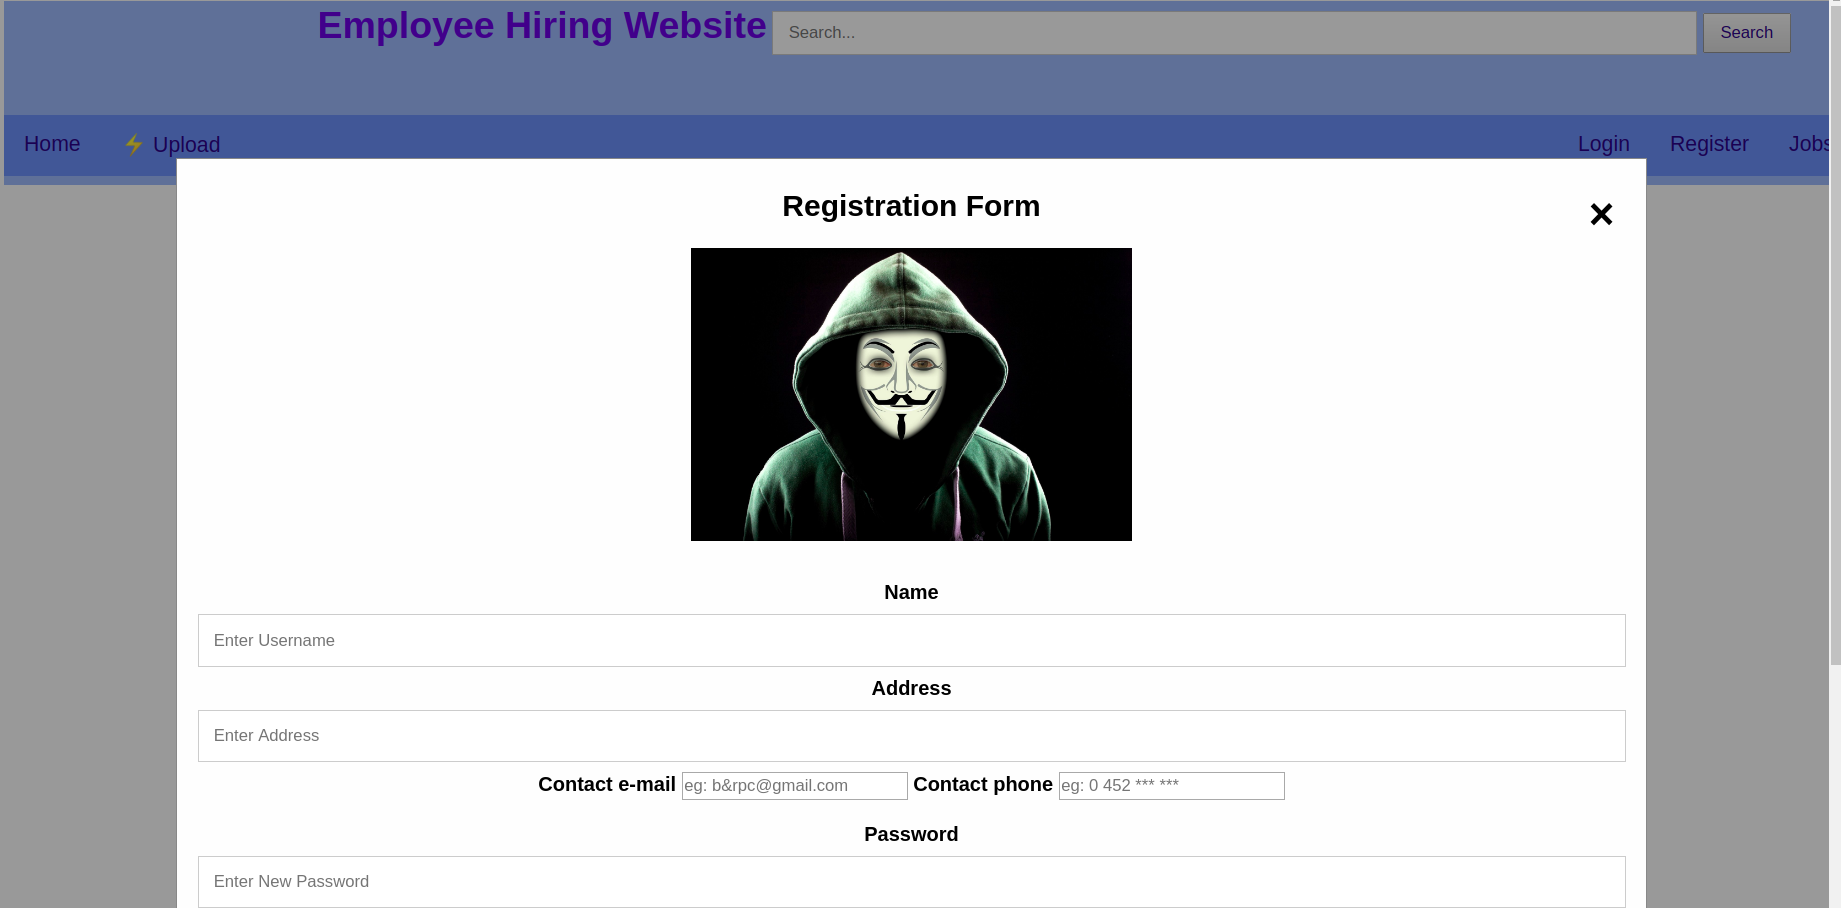 Employee Hiring Website Search... Search
Home ⚡ Upload Login Register Jobs
Registration Form ×
Name
Enter Username
Address
Enter Address
Contact e-mail eg: b&rpc@gmail.com Contact phone eg: 0 452 *** ***
Password
Enter New Password